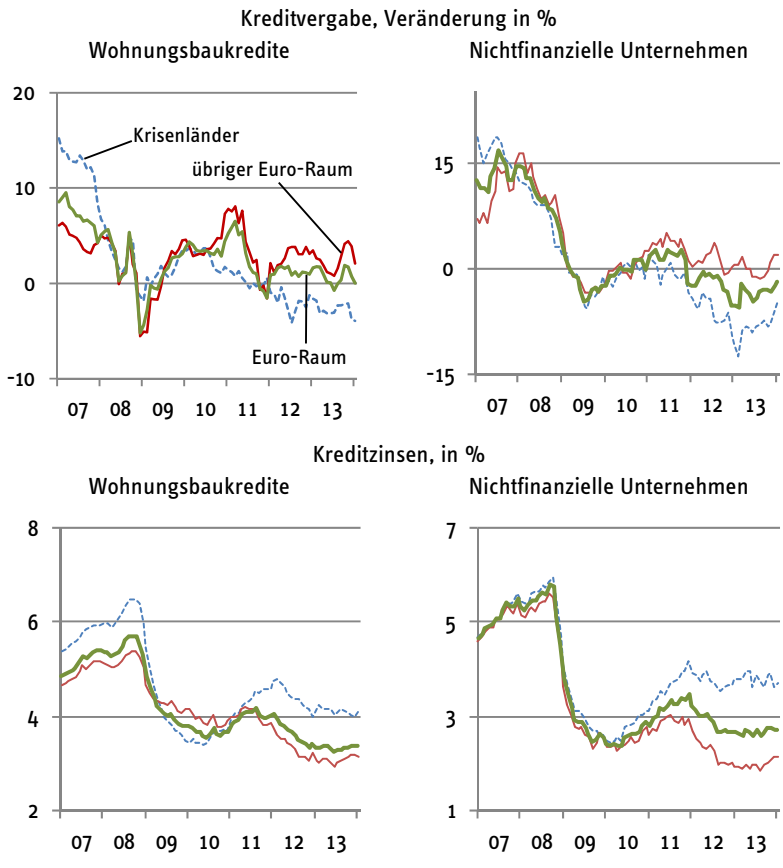 Kreditvergabe, Veränderung in %
Wohnungsbaukredite
Nichtfinanzielle Unternehmen
20
10
0
-10
Krisenländer
übriger Euro-Raum
Euro-Raum
07 08 09 10 11 12 13
15
0
-15
07 08 09 10 11 12 13
Kreditzinsen, in %
Wohnungsbaukredite
Nichtfinanzielle Unternehmen
8
6
4
2
07 08 09 10 11 12 13
7
5
3
1
07 08 09 10 11 12 13